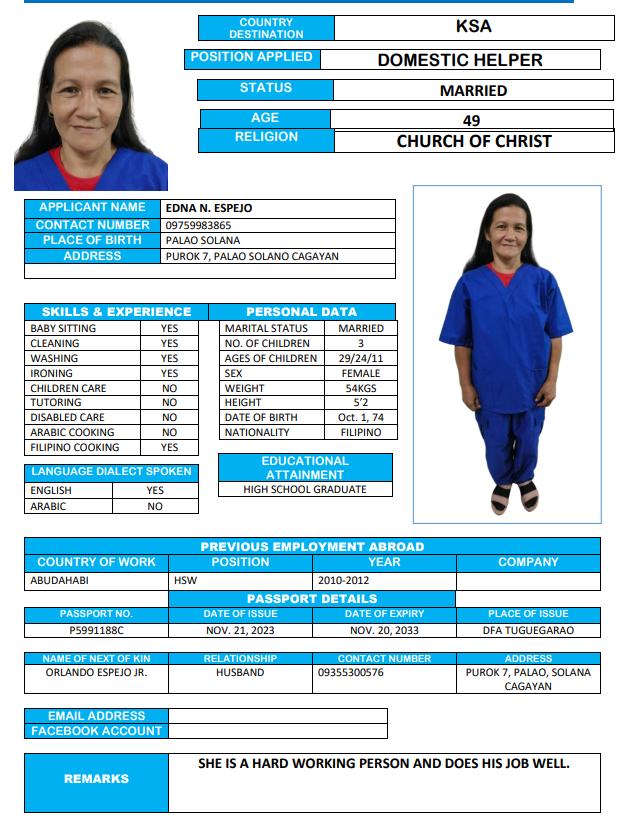 COUNTRY DESTINATION KSA
POSITION APPLIED DOMESTIC HELPER
STATUS MARRIED
AGE 49
RELIGION CHURCH OF CHRIST
APPLICANT NAME EDNA N. ESPEJO
CONTACT NUMBER 09759983865
PLACE OF BIRTH PALAO SOLANA
ADDRESS PUROK 7, PALAO SOLANO CAGAYAN
SKILLS & EXPERIENCE
BABY SITTING YES
CLEANING YES
WASHING YES
IRONING YES
CHILDREN CARE NO
TUTORING NO
DISABLED CARE NO
ARABIC COOKING NO
FILIPINO COOKING YES
PERSONAL DATA
MARITAL STATUS MARRIED
NO. OF CHILDREN 3
AGES OF CHILDREN 29/24/11
SEX FEMALE
WEIGHT 54KGS
HEIGHT 5'2
DATE OF BIRTH Oct. 1, 74
NATIONALITY FILIPINO
LANGUAGE DIALECT SPOKEN
ENGLISH YES
ARABIC NO
EDUCATIONAL
ATTAINMENT
HIGH SCHOOL GRADUATE
PREVIOUS EMPLOYMENT ABROAD
COUNTRY OF WORK POSITION YEAR COMPANY
ABUDAHABI HSW 2010-2012
PASSPORT DETAILS
PASSPORT NO. DATE OF ISSUE DATE OF EXPIRY PLACE OF ISSUE
P5991188C NOV. 21, 2023 NOV. 20, 2033 DFA TUGUEGARAO
NAME OF NEXT OF KIN RELATIONSHIP CONTACT NUMBER ADDRESS
ORLANDO ESPEJO JR. HUSBAND 09355300576 PUROK 7, PALAO, SOLANA
CAGAYAN
EMAIL ADDRESS
FACEBOOK ACCOUNT
REMARKS SHE IS A HARD WORKING PERSON AND DOES HIS JOB WELL.